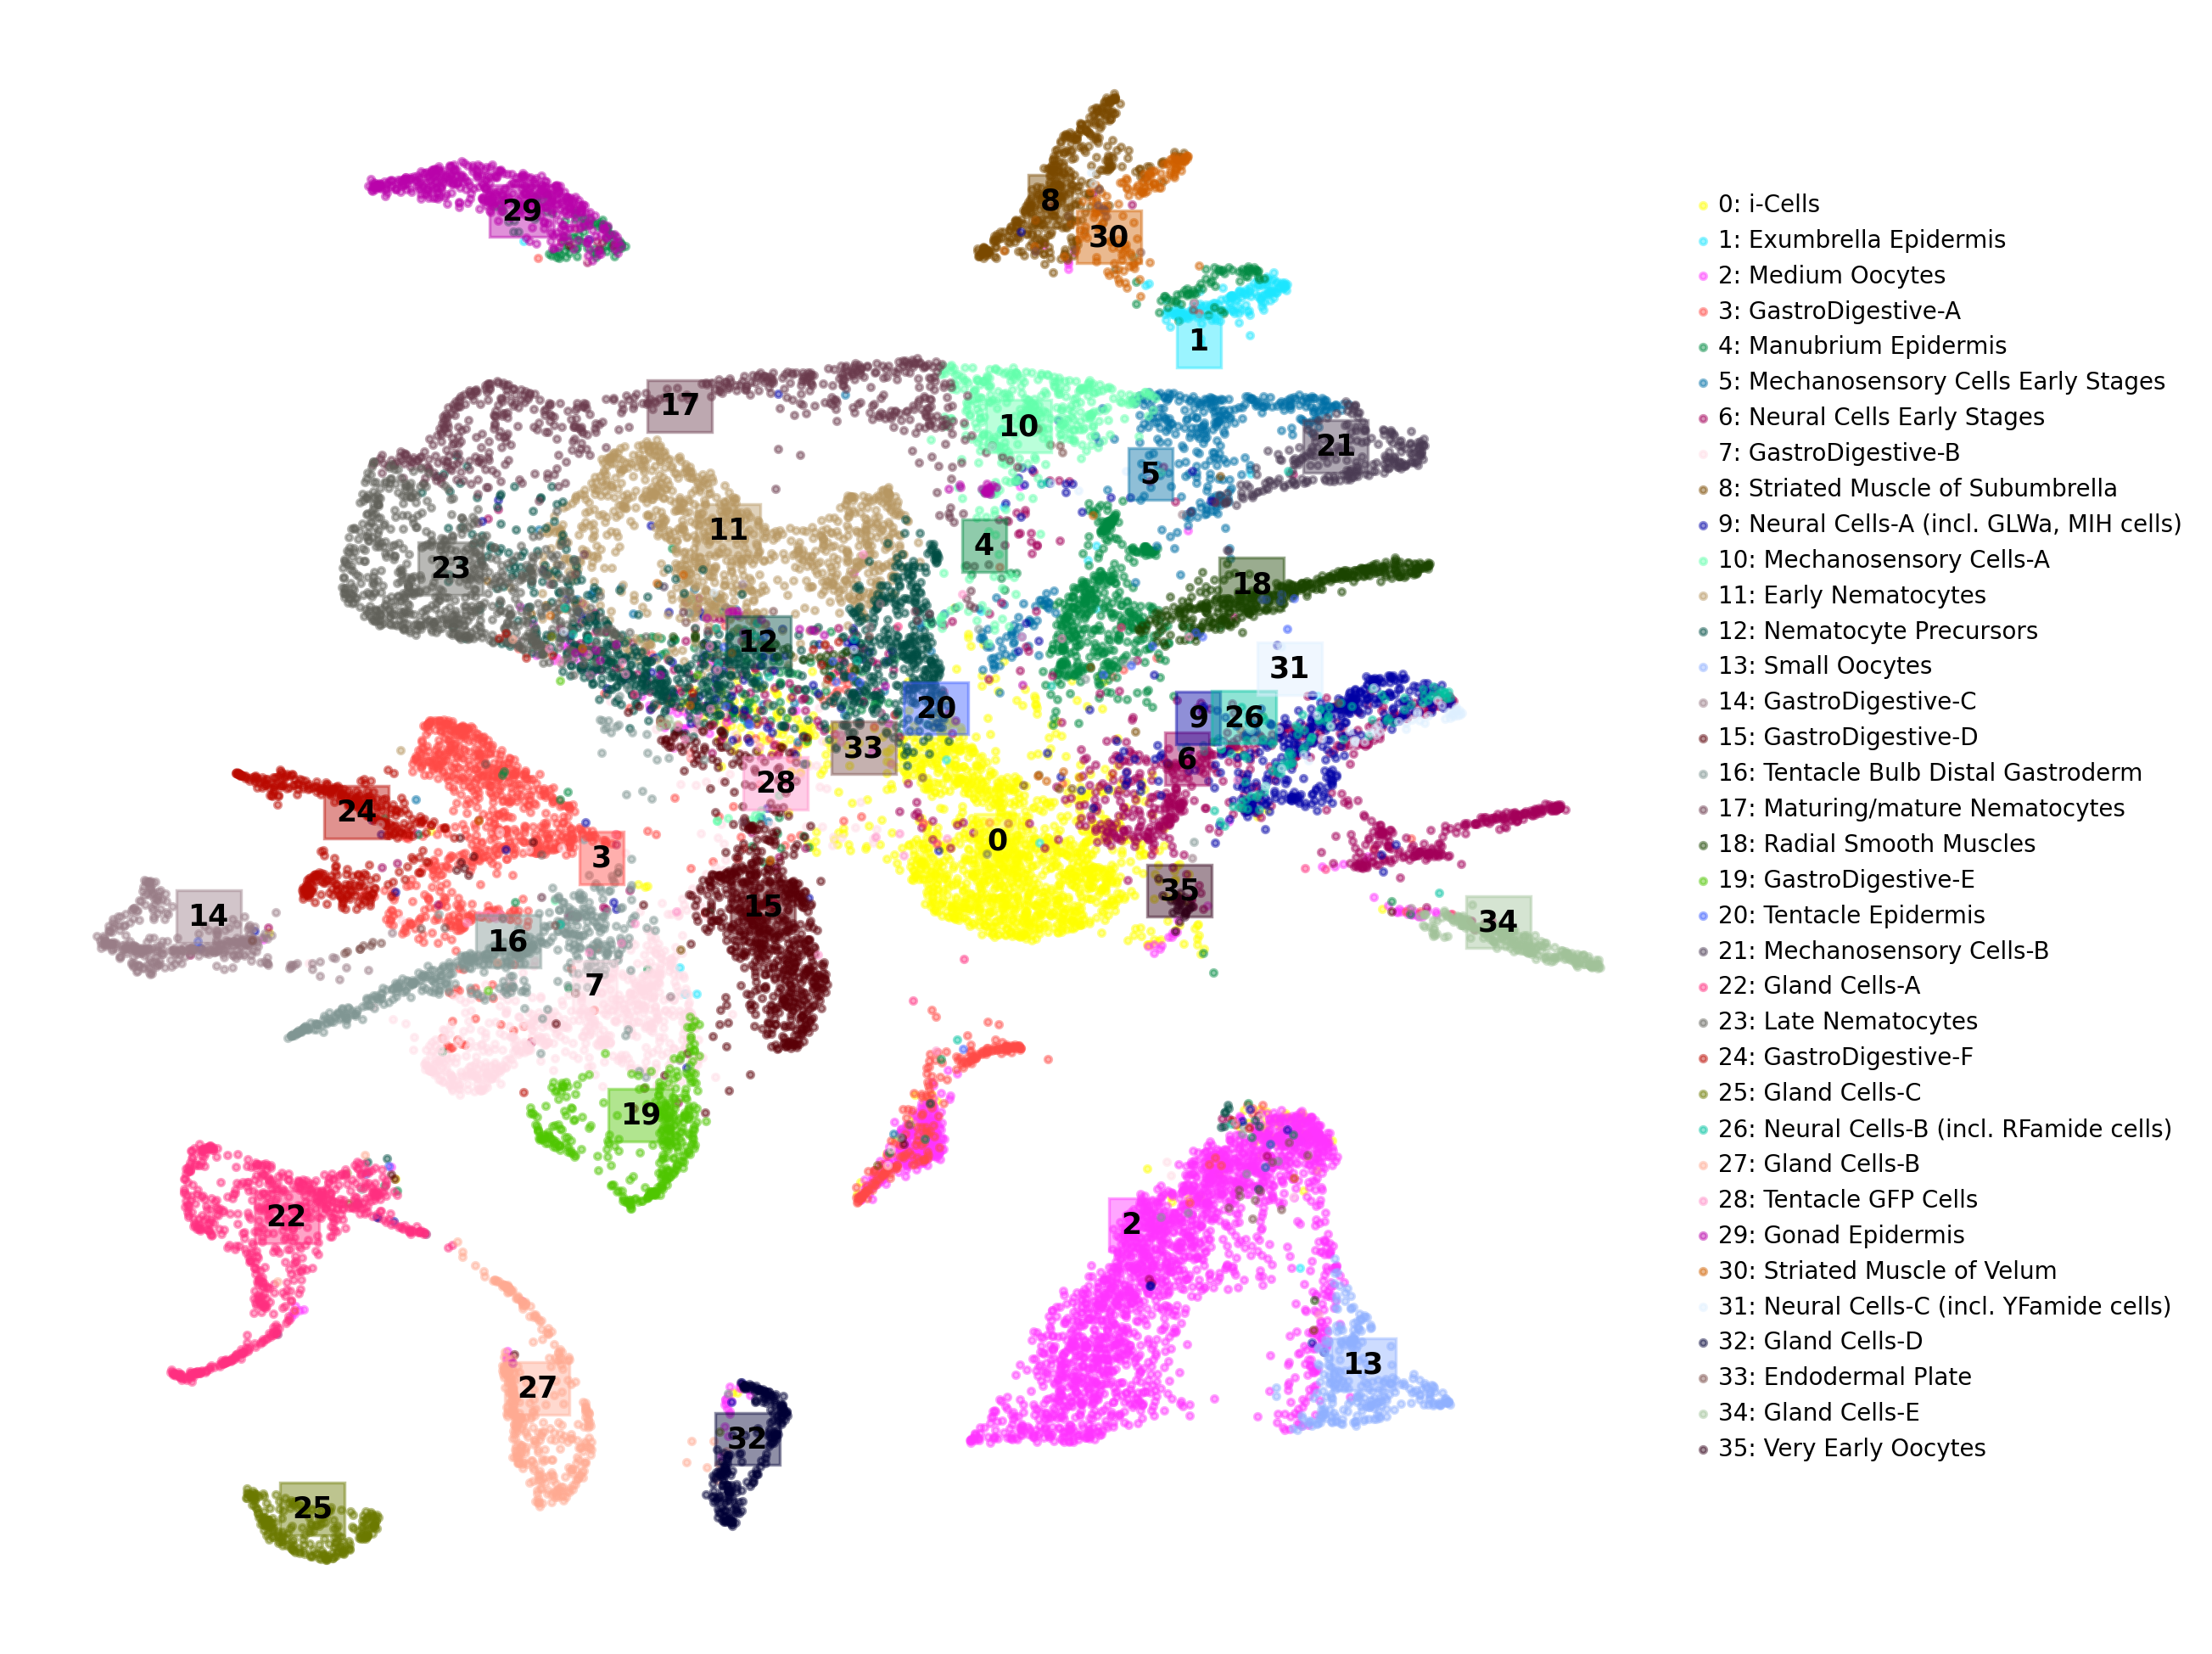 8
29
30
1
17
10
21
5
11
4
23
18
12
31
20
9
26
33
6
28
24
0
3
35
15
14
34
16
7
19
22
2
13
27
32
25
0: i-Cells
1: Exumbrella Epidermis
2: Medium Oocytes
3: GastroDigestive-A
4: Manubrium Epidermis
5: Mechanosensory Cells Early Stages
6: Neural Cells Early Stages
7: GastroDigestive-B
8: Striated Muscle of Subumbrella
9: Neural Cells-A (incl. GLWa, MIH cells)
10: Mechanosensory Cells-A
11: Early Nematocytes
12: Nematocyte Precursors
13: Small Oocytes
14: GastroDigestive-C
15: GastroDigestive-D
16: Tentacle Bulb Distal Gastroderm
17: Maturing/mature Nematocytes
18: Radial Smooth Muscles
19: GastroDigestive-E
20: Tentacle Epidermis
21: Mechanosensory Cells-B
22: Gland Cells-A
23: Late Nematocytes
24: GastroDigestive-F
25: Gland Cells-C
26: Neural Cells-B (incl. RFamide cells)
27: Gland Cells-B
28: Tentacle GFP Cells
29: Gonad Epidermis
30: Striated Muscle of Velum
31: Neural Cells-C (incl. YFamide cells)
32: Gland Cells-D
33: Endodermal Plate
34: Gland Cells-E
35: Very Early Oocytes